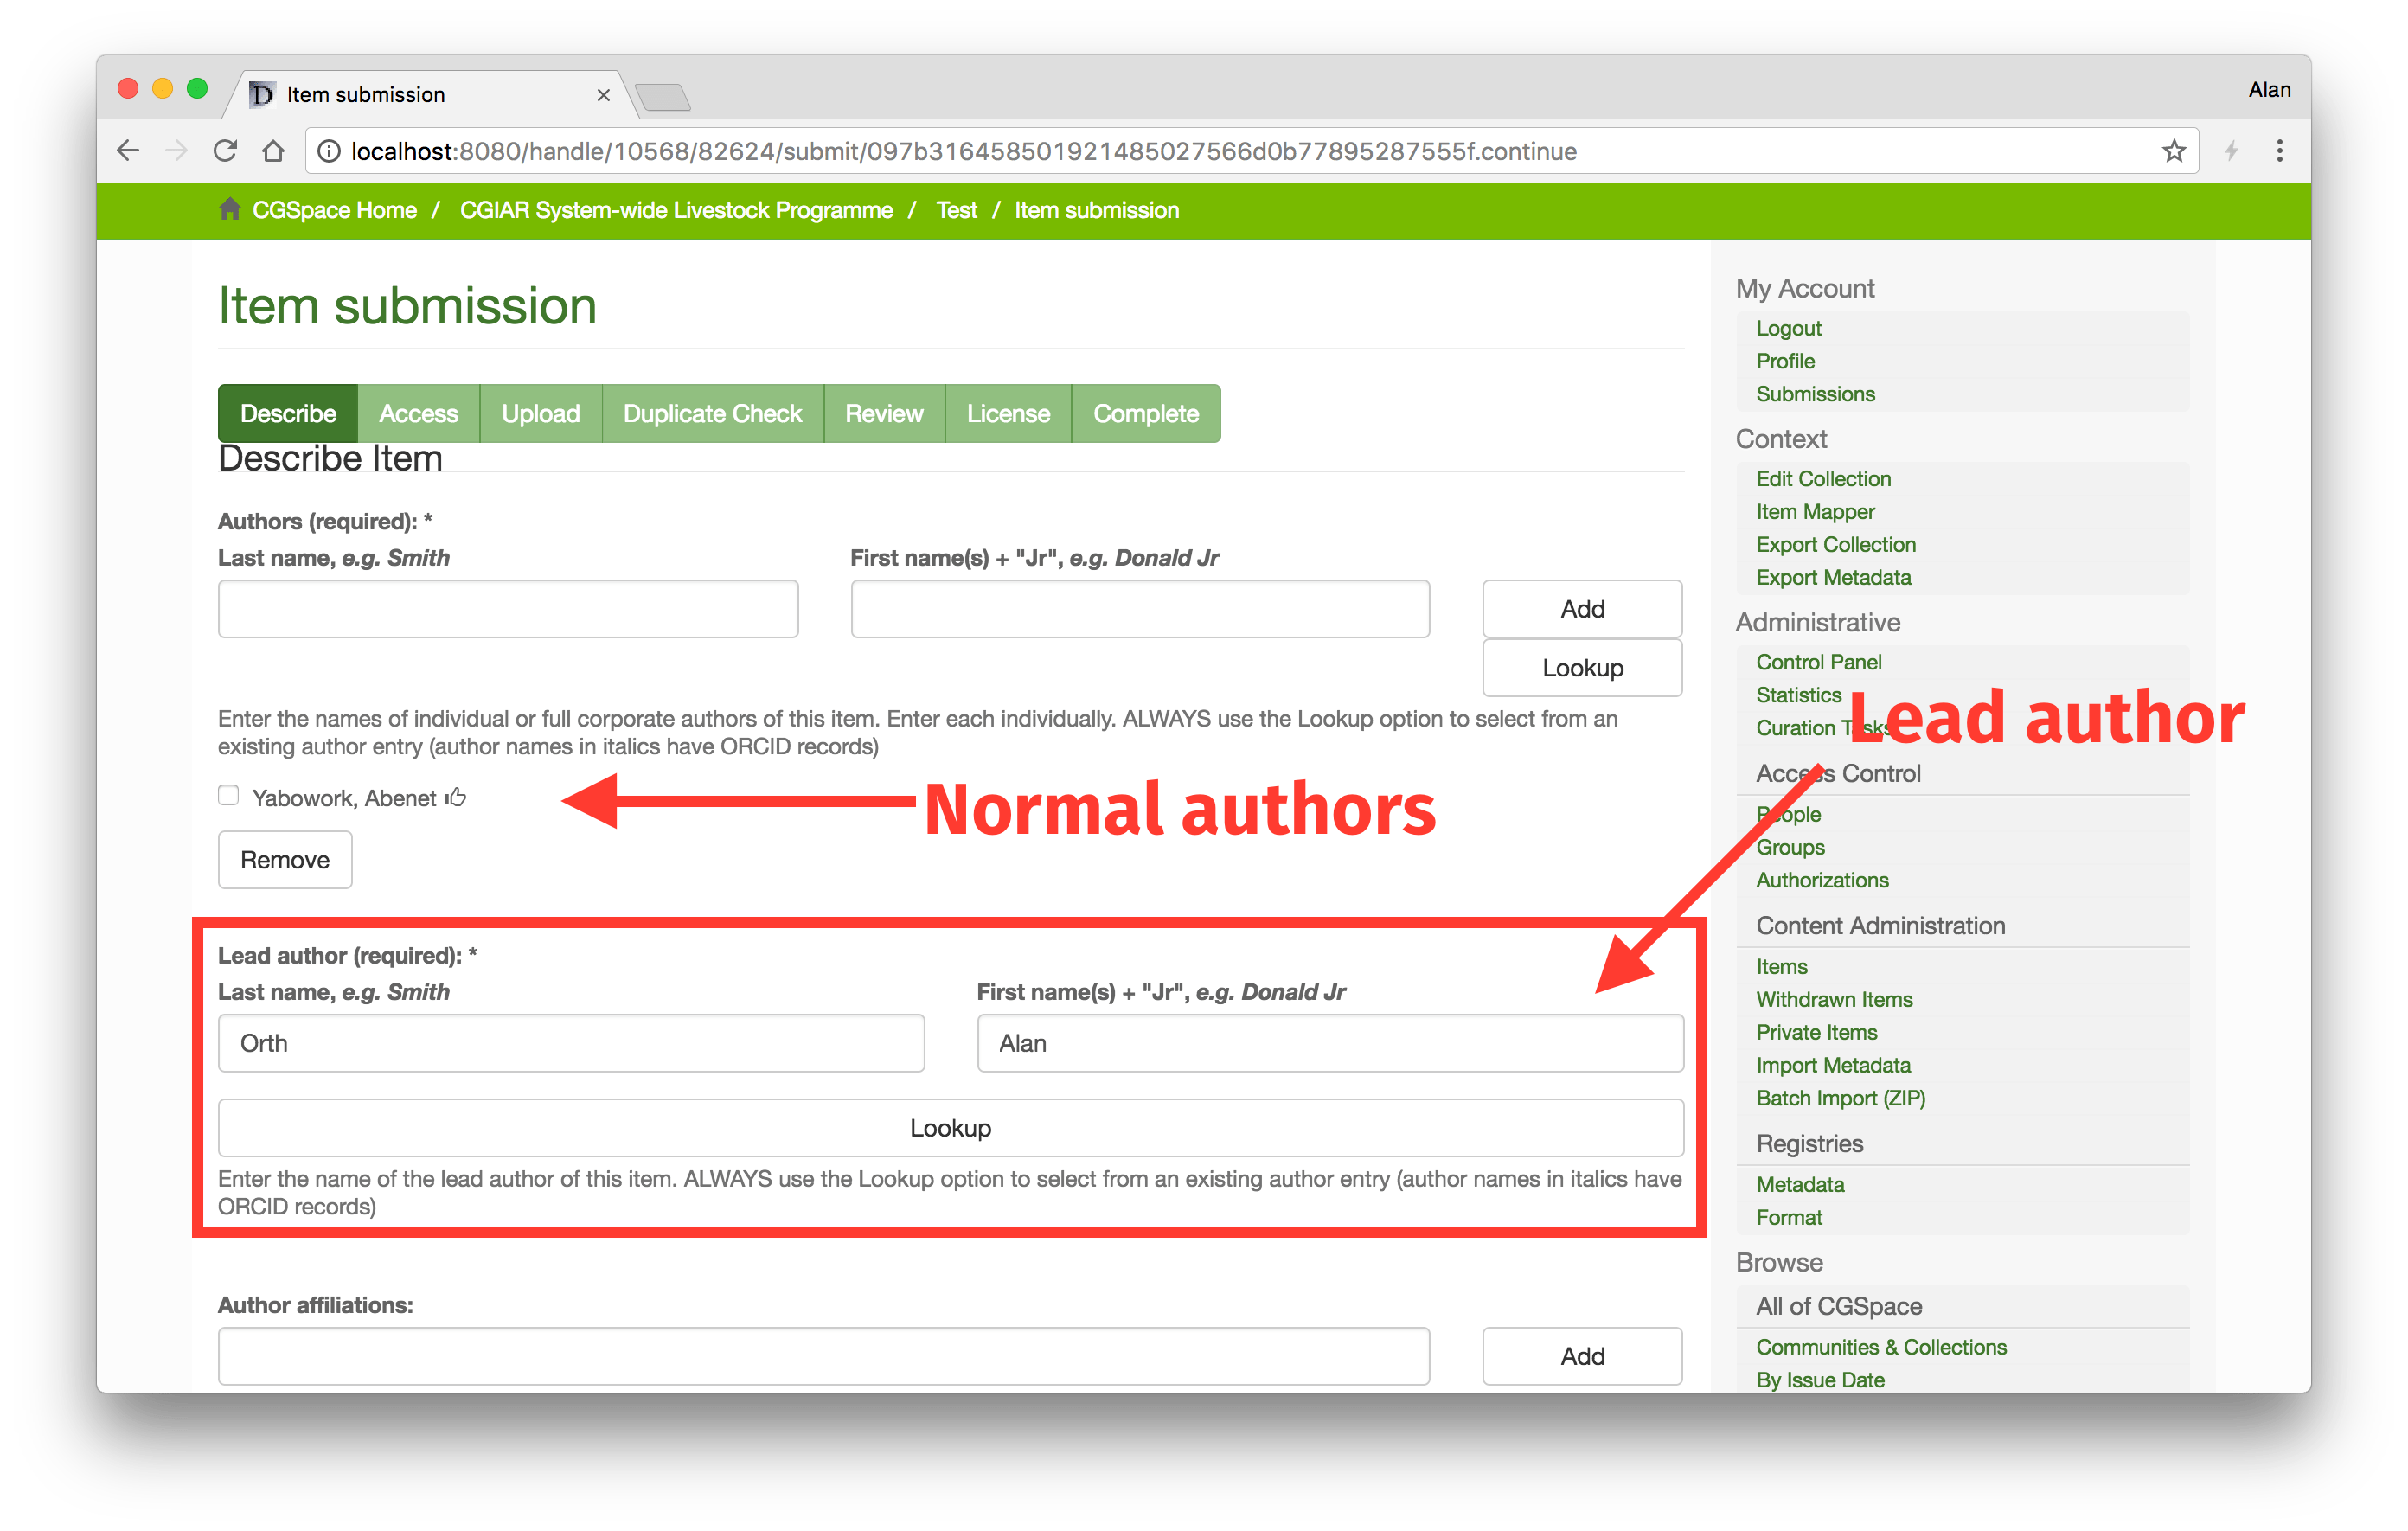 Item submission
Alan
localhost:8080/handle/10568/82624/submit/097b316458501921485027566d0b77895287555f.continue
CGSpace Home / CGIAR System-wide Livestock Programme / Test / Item submission
Item submission
Describe Access Upload Duplicate Check Review License Complete
Describe Item
Authors (required): *
Last name, e.g. Smith
First name(s) + "Jr", e.g. Donald Jr
Add
Lookup
Enter the names of individual or full corporate authors of this item. Enter each individually. ALWAYS use the Lookup option to select from an
existing author entry (author names in italics have ORCID records)
Yabowork, Abenet
Normal authors
Remove
Lead author (required): *
Last name, e.g. Smith
First name(s) + "Jr", e.g. Donald Jr
Orth
Alan
Lookup
Enter the name of the lead author of this item. ALWAYS use the Lookup option to select from an existing author entry (author names in italics have
ORCID records)
Author affiliations:
Add
My Account
Logout
Profile
Submissions
Context
Edit Collection
Item Mapper
Export Collection
Export Metadata
Administrative
Control Panel
Statistics
Curation Tasks
Lead author
Access Control
People
Groups
Authorizations
Content Administration
Items
Withdrawn Items
Private Items
Import Metadata
Batch Import (ZIP)
Registries
Metadata
Format
Browse
All of CGSpace
Communities & Collections
By Issue Date